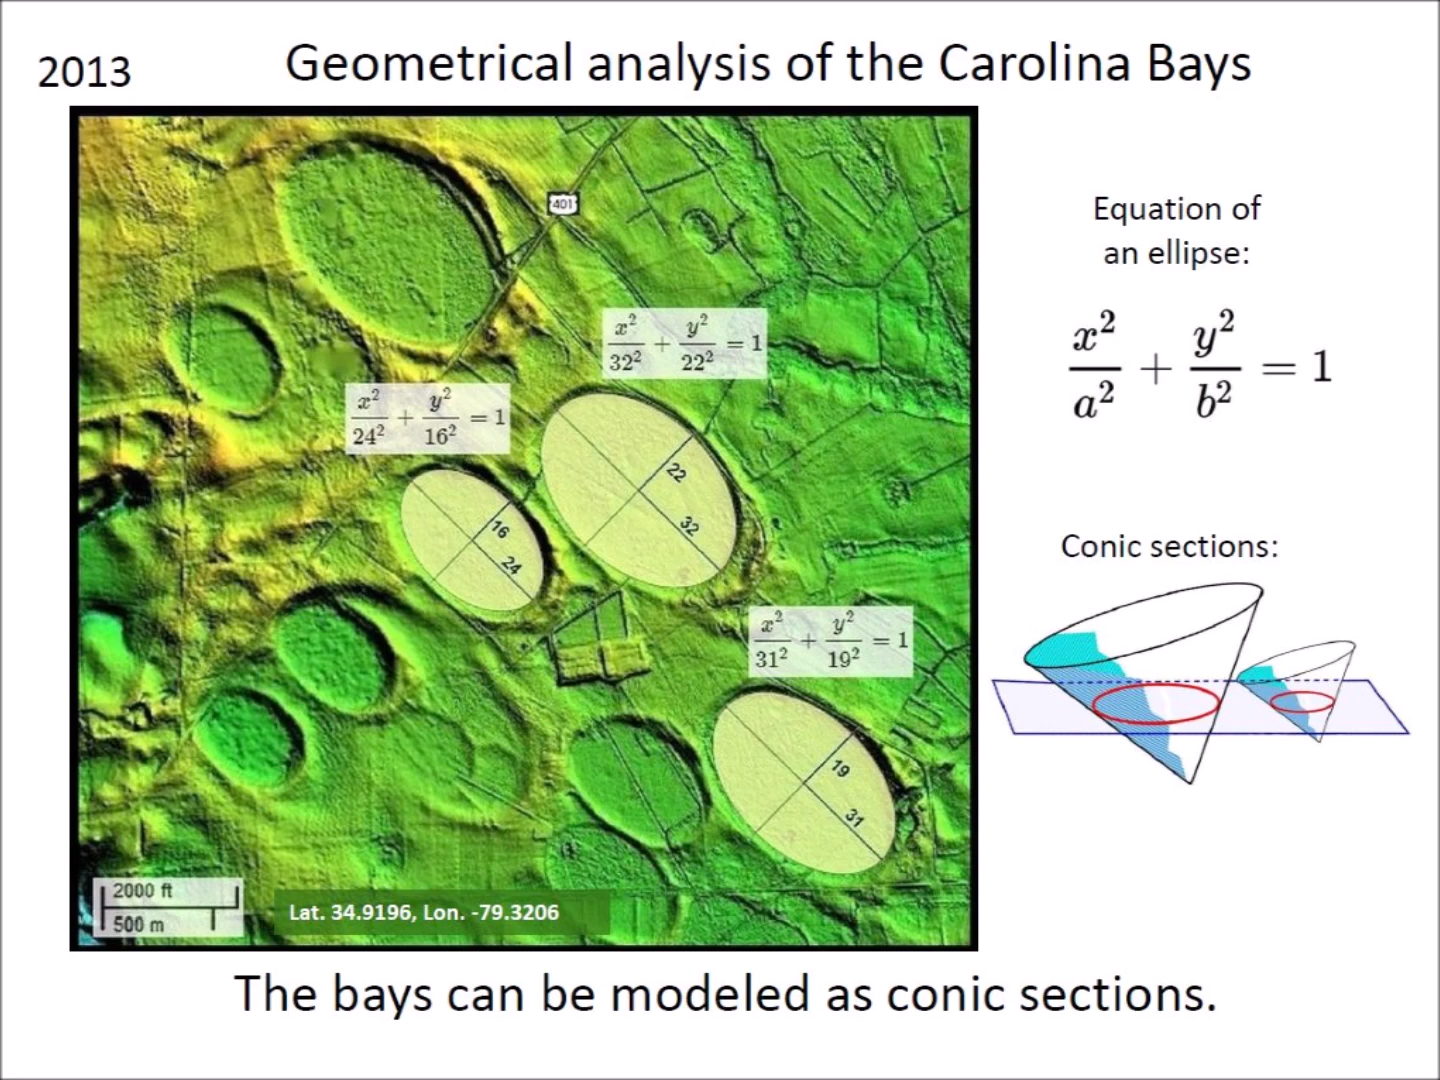 2013
Geometrical analysis of the Carolina Bays
401
x²/32² + y²/22² = 1
x²/24² + y²/16² = 1
22
32
16
24
x²/31² + y²/19² = 1
19
31
2000 ft
500 m
Lat. 34.9196, Lon. -79.3206
Equation of
an ellipse:
x²/a² + y²/b² = 1
Conic sections:
The bays can be modeled as conic sections.